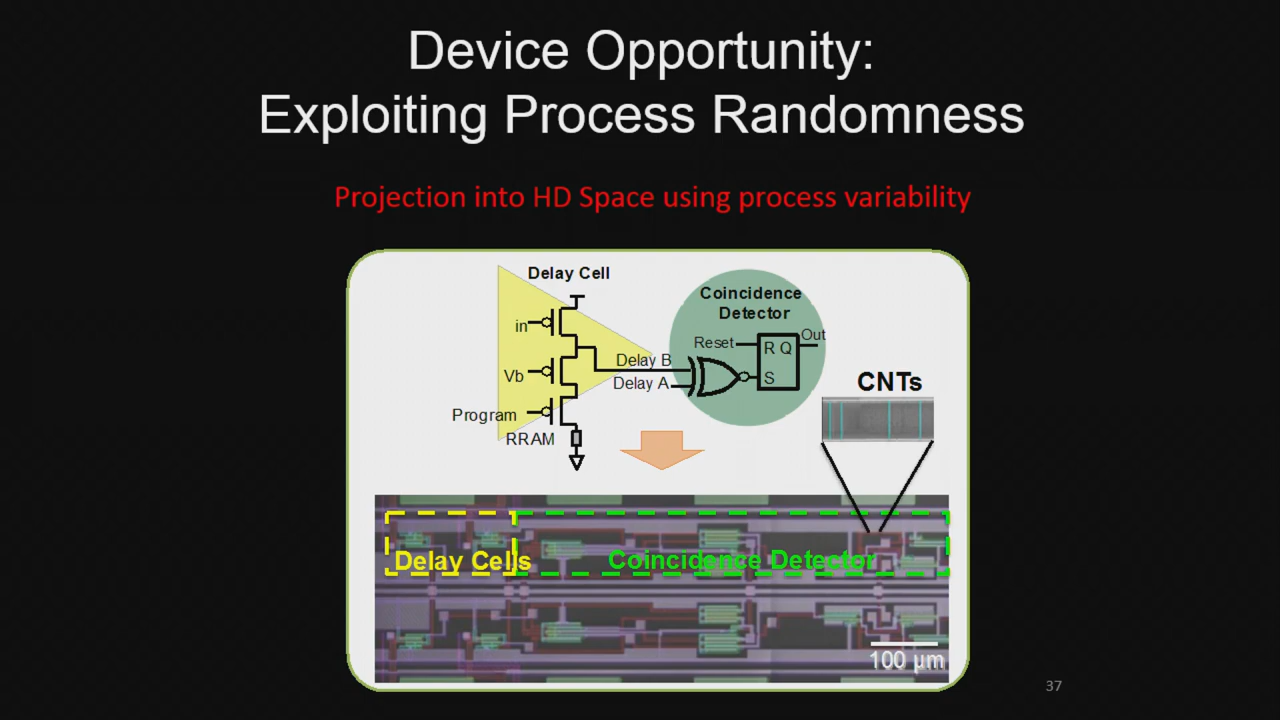 Device Opportunity:
Exploiting Process Randomness
Projection into HD Space using process variability
Delay Cell
in
Vb
Program
RRAM
Coincidence
Detector
Reset
R Q
Out
S
Delay B
Delay A
CNTs
Delay Cells
Coincidence Detector
100 µm
37